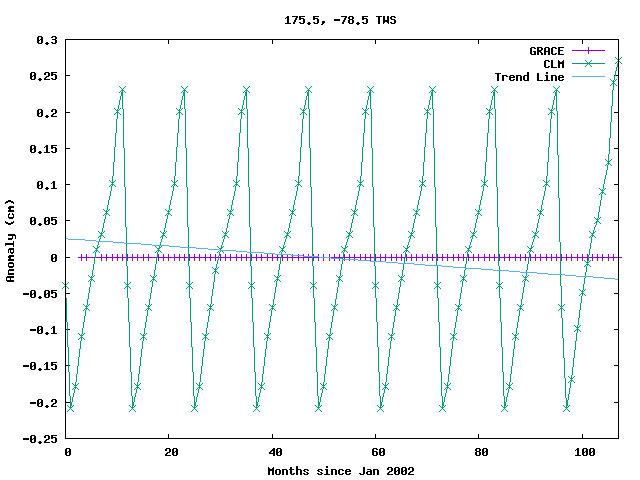 175.5, -78.5 TWS
GRACE
CLM
Trend Line
0.3
0.25
0.2
0.15
0.1
0.05
0
-0.05
-0.1
-0.15
-0.2
-0.25
Anomaly (cm)
0 20 40 60 80 100
Months since Jan 2002